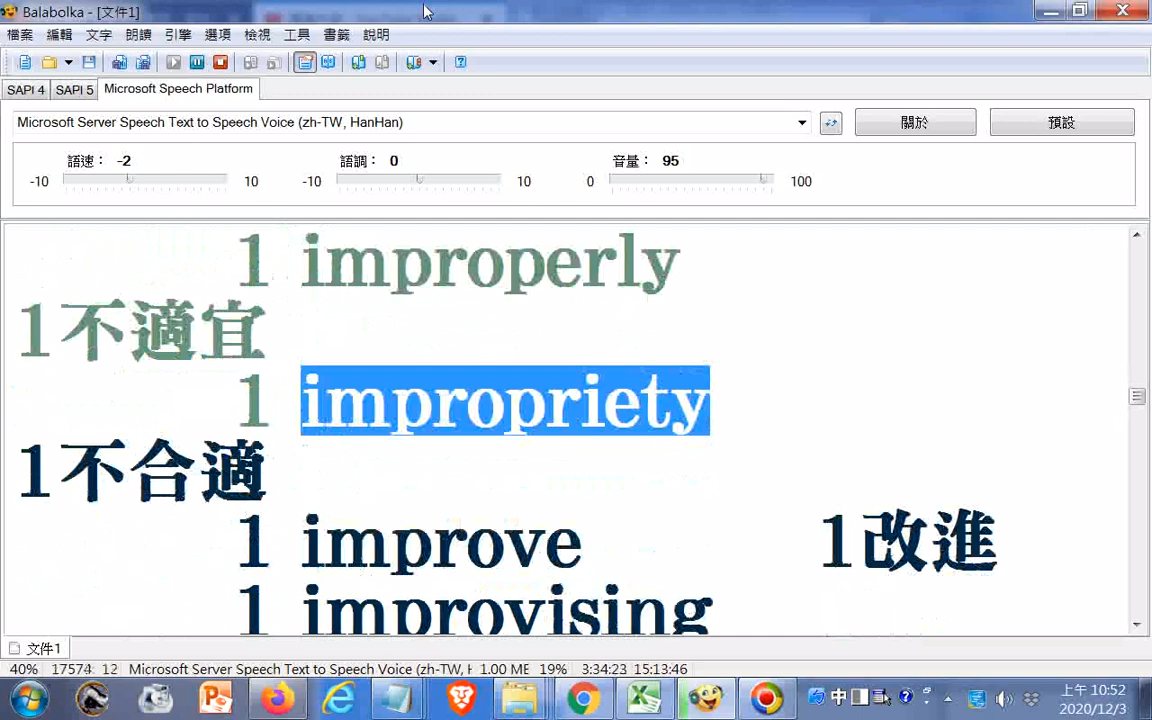 Balabolka - [文件1]
檔案 編輯 文字 朗讀 引擎 選項 檢視 工具 書籤 說明
SAPI 4 SAPI 5 Microsoft Speech Platform
Microsoft Server Speech Text to Speech Voice (zh-TW, HanHan) 關於 預設
語速： -2 語調： 0 音量： 95
-10 10 -10 10 0 100
1 improperly
1不適宜
1 impropriety
1不合適
1 improve 1改進
1 improvising
文件1
40% 17574: 12 Microsoft Server Speech Text to Speech Voice (zh-TW, H 1.00 ME 19% 3:34:23 15:13:46
中 上午 10:52
2020/12/3